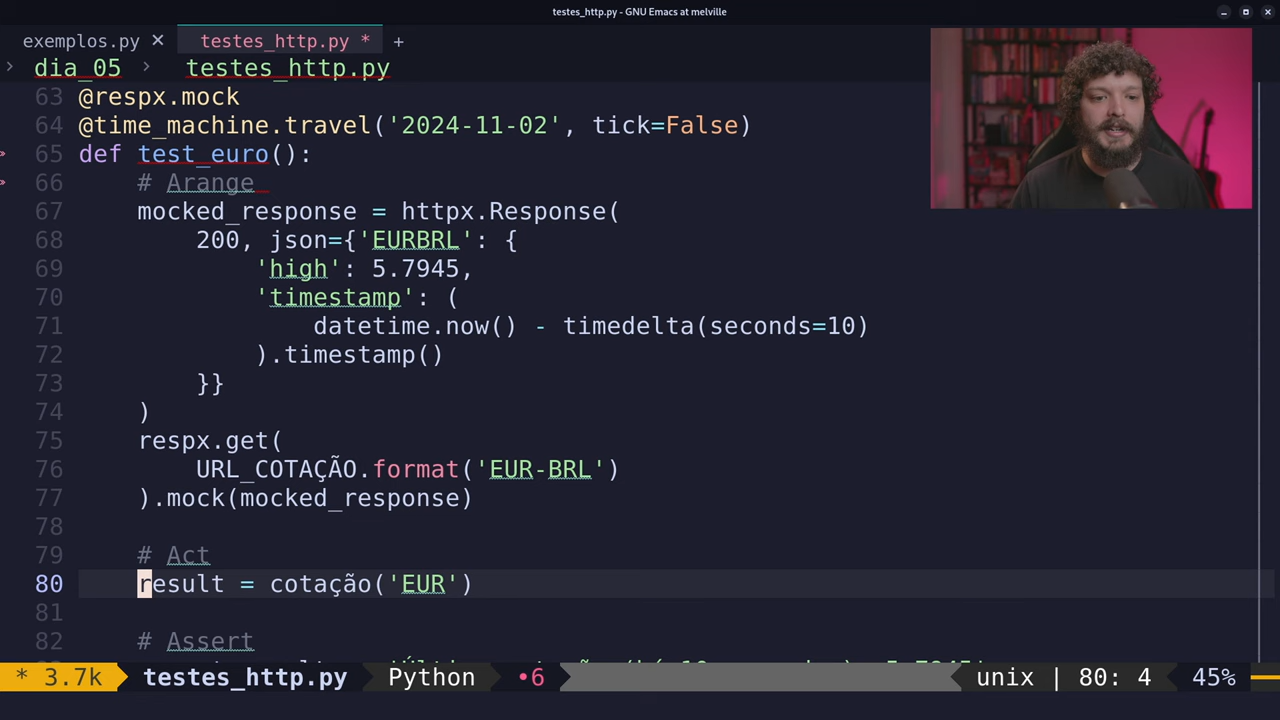 testes_http.py - GNU Emacs at melville
exemplos.py ✕ testes_http.py * +
› dia_05 › testes_http.py
63 @respx.mock
64 @time_machine.travel('2024-11-02', tick=False)
65 def test_euro():
66     # Arange
67     mocked_response = httpx.Response(
68         200, json={'EURBRL': {
69             'high': 5.7945,
70             'timestamp': (
71                 datetime.now() - timedelta(seconds=10)
72             ).timestamp()
73         }}
74     )
75     respx.get(
76         URL_COTAÇÃO.format('EUR-BRL')
77     ).mock(mocked_response)
78
79     # Act
80     result = cotação('EUR')
81
82     # Assert
* 3.7k testes_http.py Python •6 unix | 80: 4 45%